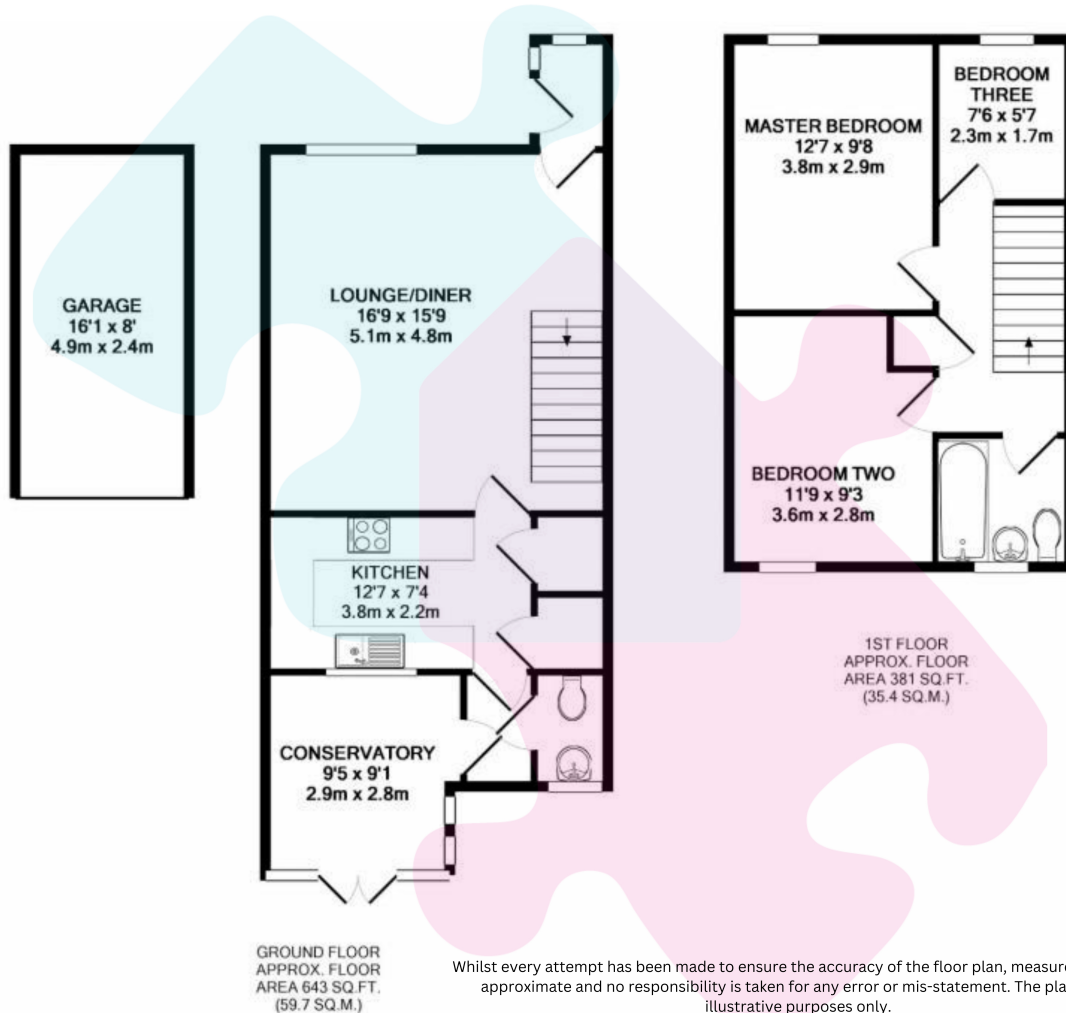 GARAGE
16'1 x 8'
4.9m x 2.4m
LOUNGE/DINER
16'9 x 15'9
5.1m x 4.8m
KITCHEN
12'7 x 7'4
3.8m x 2.2m
CONSERVATORY
9'5 x 9'1
2.9m x 2.8m
GROUND FLOOR
APPROX. FLOOR
AREA 643 SQ.FT.
(59.7 SQ.M.)
MASTER BEDROOM
12'7 x 9'8
3.8m x 2.9m
BEDROOM
THREE
7'6 x 5'7
2.3m x 1.7m
BEDROOM TWO
11'9 x 9'3
3.6m x 2.8m
1ST FLOOR
APPROX. FLOOR
AREA 381 SQ.FT.
(35.4 SQ.M.)
Whilst every attempt has been made to ensure the accuracy of the floor plan, measure
approximate and no responsibility is taken for any error or mis-statement. The pla
illustrative purposes only.